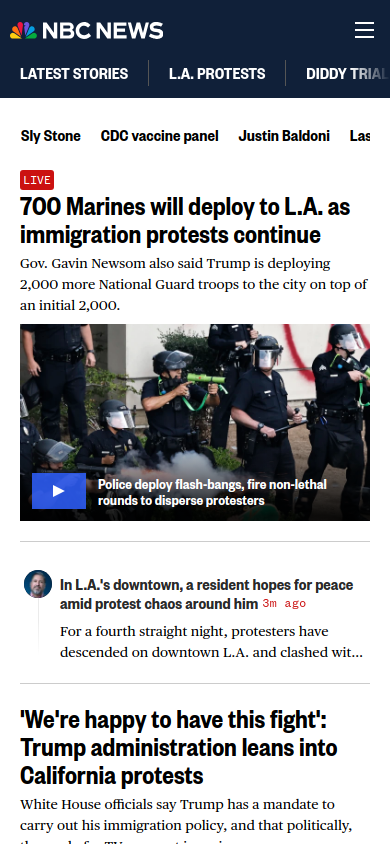 NBC NEWS
LATEST STORIES
L.A. PROTESTS
DIDDY TRIAL
Sly Stone
CDC vaccine panel
Justin Baldoni
Las
LIVE
700 Marines will deploy to L.A. as
immigration protests continue
Gov. Gavin Newsom also said Trump is deploying
2,000 more National Guard troops to the city on top of
an initial 2,000.
Police deploy flash-bangs, fire non-lethal
rounds to disperse protesters
In L.A.'s downtown, a resident hopes for peace
amid protest chaos around him 3m ago
For a fourth straight night, protesters have
descended on downtown L.A. and clashed wit...
'We're happy to have this fight':
Trump administration leans into
California protests
White House officials say Trump has a mandate to
carry out his immigration policy, and that politically,